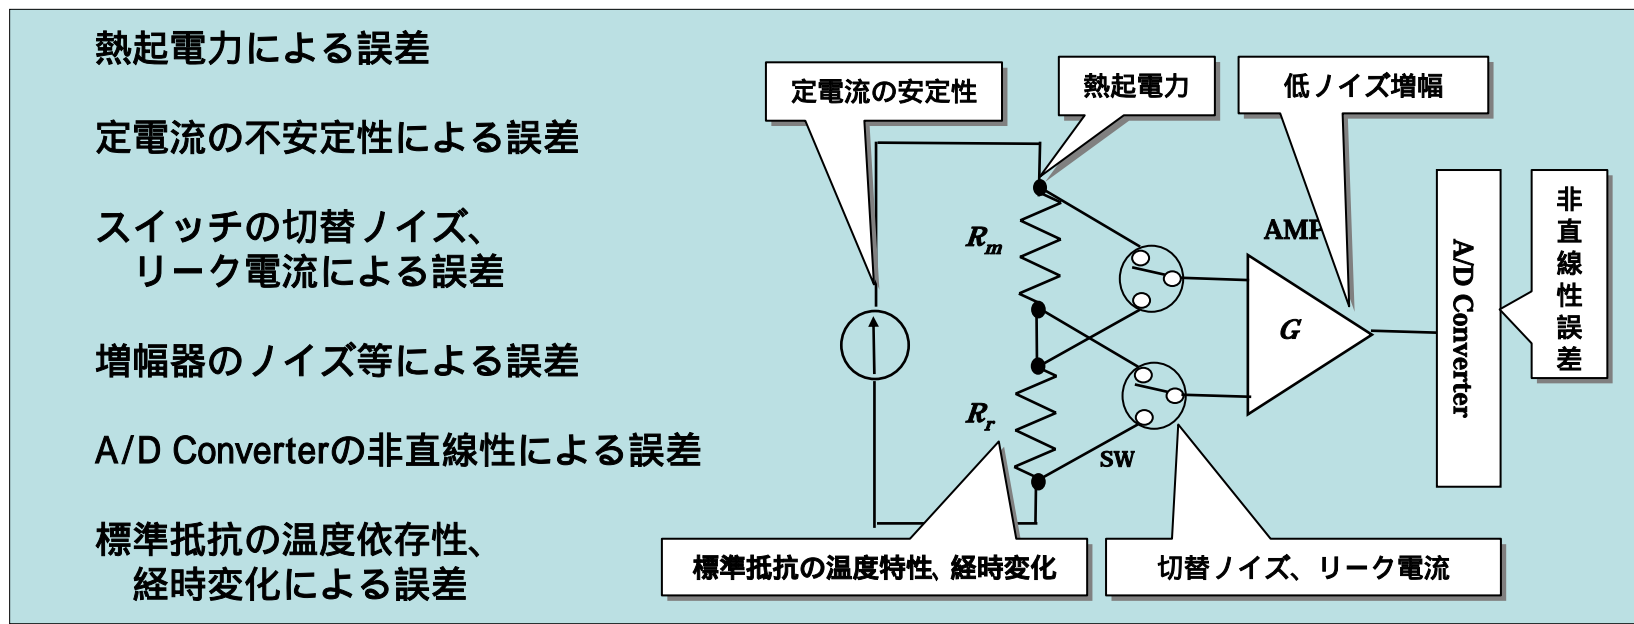 熱起電力による誤差
定電流の不安定性による誤差
スイッチの切替ノイズ、
リーク電流による誤差
増幅器のノイズ等による誤差
A/D Converterの非直線性による誤差
標準抵抗の温度依存性、
経時変化による誤差
定電流の安定性
熱起電力
低ノイズ増幅
非直線性誤差
AMP
Rm
G
A/D Converter
Rr
SW
標準抵抗の温度特性、経時変化
切替ノイズ、リーク電流